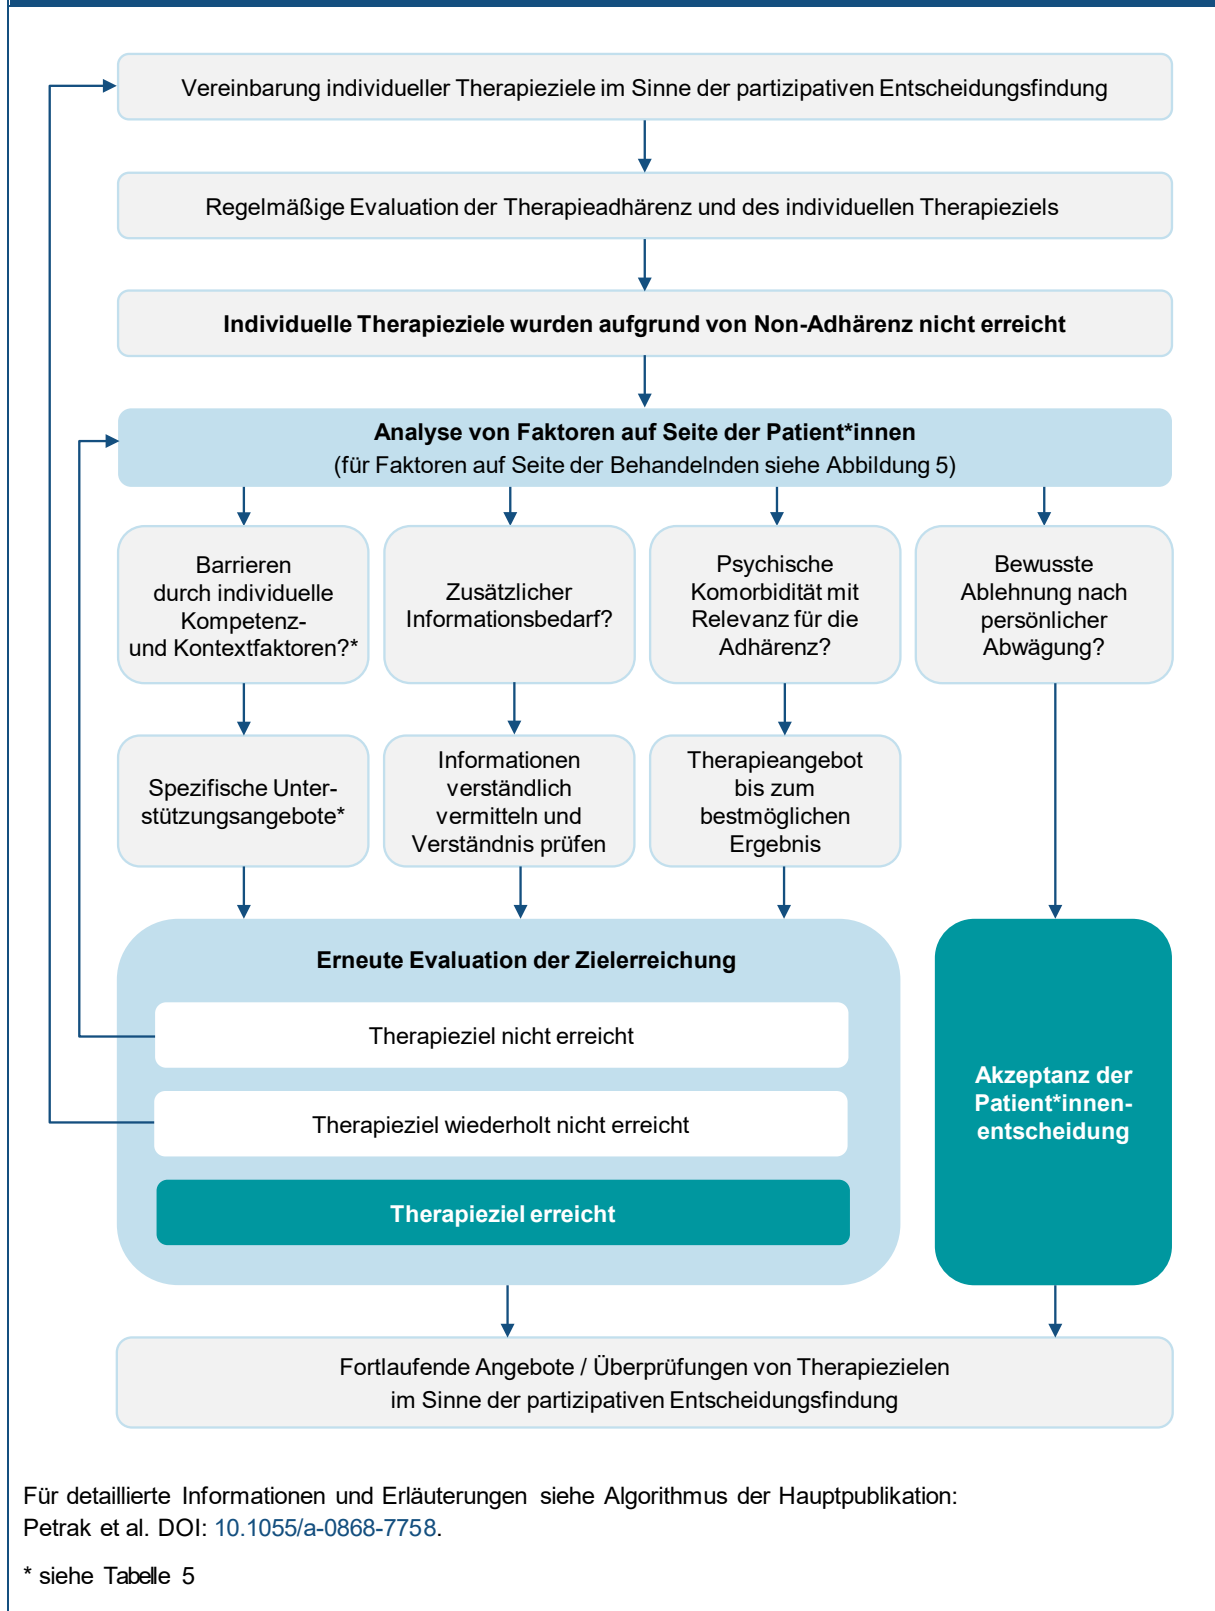 Vereinbarung individueller Therapieziele im Sinne der partizipativen Entscheidungsfindung
Regelmäßige Evaluation der Therapieadhärenz und des individuellen Therapieziels
Individuelle Therapieziele wurden aufgrund von Non-Adhärenz nicht erreicht
Analyse von Faktoren auf Seite der Patient*innen
(für Faktoren auf Seite der Behandelnden siehe Abbildung 5)
Barrieren
durch individuelle
Kompetenz-
und Kontextfaktoren?*
Zusätzlicher
Informationsbedarf?
Psychische
Komorbidität mit
Relevanz für die
Adhärenz?
Bewusste
Ablehnung nach
persönlicher
Abwägung?
Spezifische Unter-
stützungsangebote*
Informationen
verständlich
vermitteln und
Verständnis prüfen
Therapieangebot
bis zum
bestmöglichen
Ergebnis
Erneute Evaluation der Zielerreichung
Therapieziel nicht erreicht
Therapieziel wiederholt nicht erreicht
Therapieziel erreicht
Akzeptanz der
Patient*innen-
entscheidung
Fortlaufende Angebote / Überprüfungen von Therapiezielen
im Sinne der partizipativen Entscheidungsfindung
Für detaillierte Informationen und Erläuterungen siehe Algorithmus der Hauptpublikation:
Petrak et al. DOI: 10.1055/a-0868-7758.
* siehe Tabelle 5